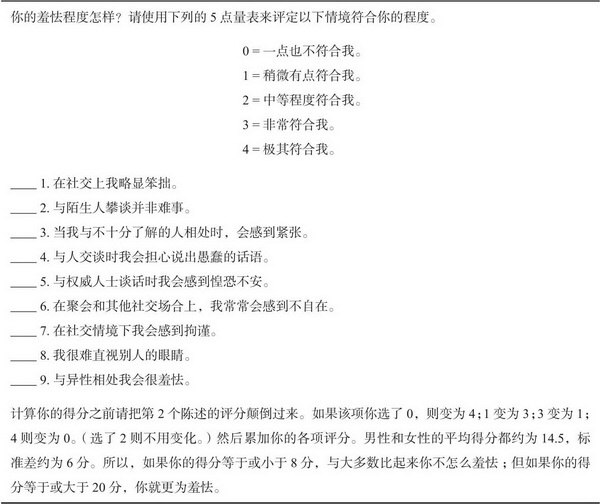 你的羞怯程度怎样？请使用下列的 5 点量表来评定以下情境符合你的程度。
0 = 一点也不符合我。
1 = 稍微有点符合我。
2 = 中等程度符合我。
3 = 非常符合我。
4 = 极其符合我。
____ 1. 在社交上我略显笨拙。
____ 2. 与陌生人攀谈并非难事。
____ 3. 当我与不十分了解的人相处时，会感到紧张。
____ 4. 与人交谈时我会担心说出愚蠢的话语。
____ 5. 与权威人士谈话时我会感到惶恐不安。
____ 6. 在聚会和其他社交场合上，我常常会感到不自在。
____ 7. 在社交情境下我会感到拘谨。
____ 8. 我很难直视别人的眼睛。
____ 9. 与异性相处我会很羞怯。
计算你的得分之前请把第 2 个陈述的评分颠倒过来。如果该项你选了 0，则变为 4；1 变为 3；3 变为 1；
4 则变为 0。（选了 2 则不用变化。）然后累加你的各项评分。男性和女性的平均得分都约为 14.5，标
准差约为 6 分。所以，如果你的得分等于或小于 8 分，与大多数比起来你不怎么羞怯；但如果你的得
分等于或大于 20 分，你就更为羞怯。